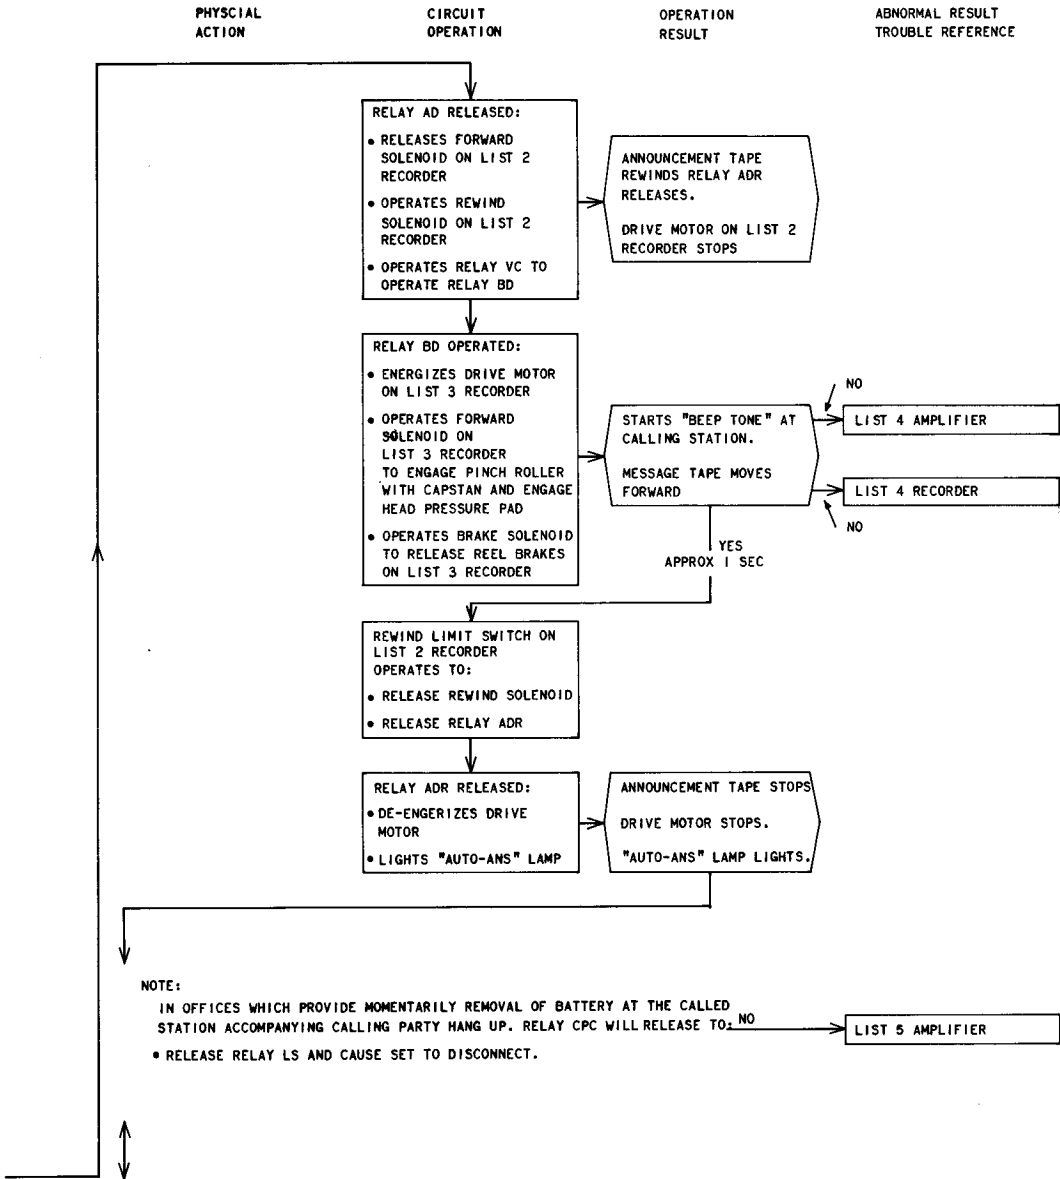 PHYSCIAL
ACTION
CIRCUIT
OPERATION
OPERATION
RESULT
ABNORMAL RESULT
TROUBLE REFERENCE
RELAY AD RELEASED:
• RELEASES FORWARD
SOLENOID ON LIST 2
RECORDER
• OPERATES REWIND
SOLENOID ON LIST 2
RECORDER
• OPERATES RELAY VC TO
OPERATE RELAY BD
ANNOUNCEMENT TAPE
REWINDS RELAY ADR
RELEASES.
DRIVE MOTOR ON LIST 2
RECORDER STOPS
RELAY BD OPERATED:
• ENERGIZES DRIVE MOTOR
ON LIST 3 RECORDER
• OPERATES FORWARD
SOLENOID ON
LIST 3 RECORDER
TO ENGAGE PINCH ROLLER
WITH CAPSTAN AND ENGAGE
HEAD PRESSURE PAD
• OPERATES BRAKE SOLENOID
TO RELEASE REEL BRAKES
ON LIST 3 RECORDER
STARTS "BEEP TONE" AT
CALLING STATION.
MESSAGE TAPE MOVES
FORWARD
NO
LIST 4 AMPLIFIER
LIST 4 RECORDER
NO
YES
APPROX 1 SEC
REWIND LIMIT SWITCH ON
LIST 2 RECORDER
OPERATES TO:
• RELEASE REWIND SOLENOID
• RELEASE RELAY ADR
RELAY ADR RELEASED:
• DE-ENGERIZES DRIVE
MOTOR
• LIGHTS "AUTO-ANS" LAMP
ANNOUNCEMENT TAPE STOPS
DRIVE MOTOR STOPS.
"AUTO-ANS" LAMP LIGHTS.
NOTE:
IN OFFICES WHICH PROVIDE MOMENTARILY REMOVAL OF BATTERY AT THE CALLED
STATION ACCOMPANYING CALLING PARTY HANG UP. RELAY CPC WILL RELEASE TO: NO
LIST 5 AMPLIFIER
• RELEASE RELAY LS AND CAUSE SET TO DISCONNECT.